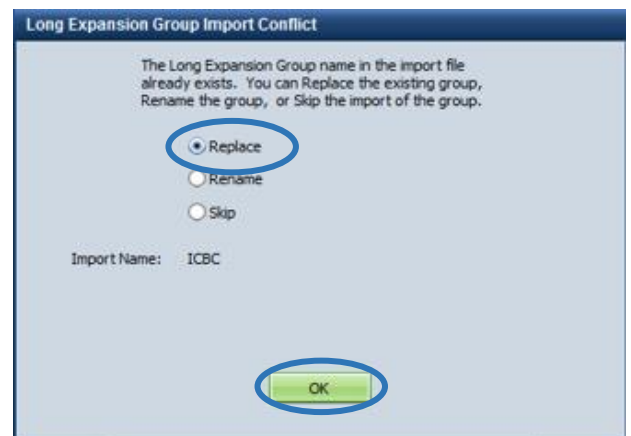 Long Expansion Group Import Conflict
The Long Expansion Group name in the import file
already exists. You can Replace the existing group,
Rename the group, or Skip the import of the group.
Replace
Rename
Skip
Import Name: ICBC
OK